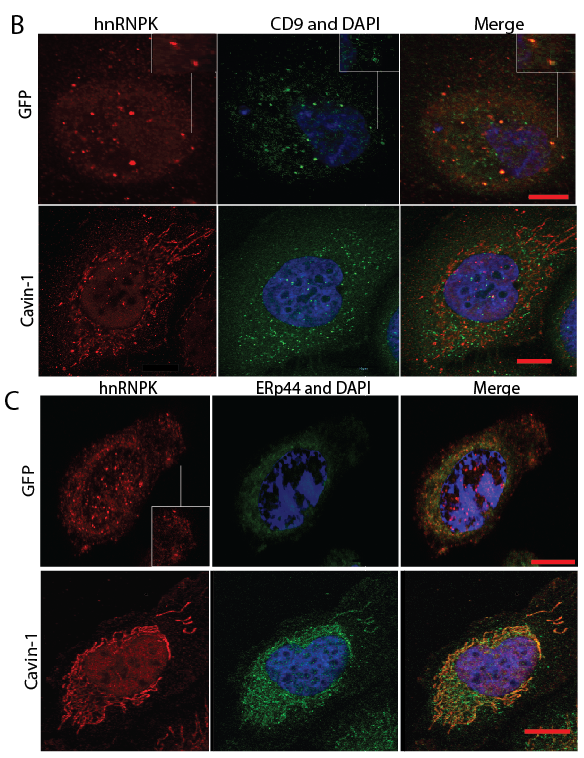 B
hnRNPK CD9 and DAPI Merge
GFP
Cavin-1
C
hnRNPK ERp44 and DAPI Merge
GFP
Cavin-1